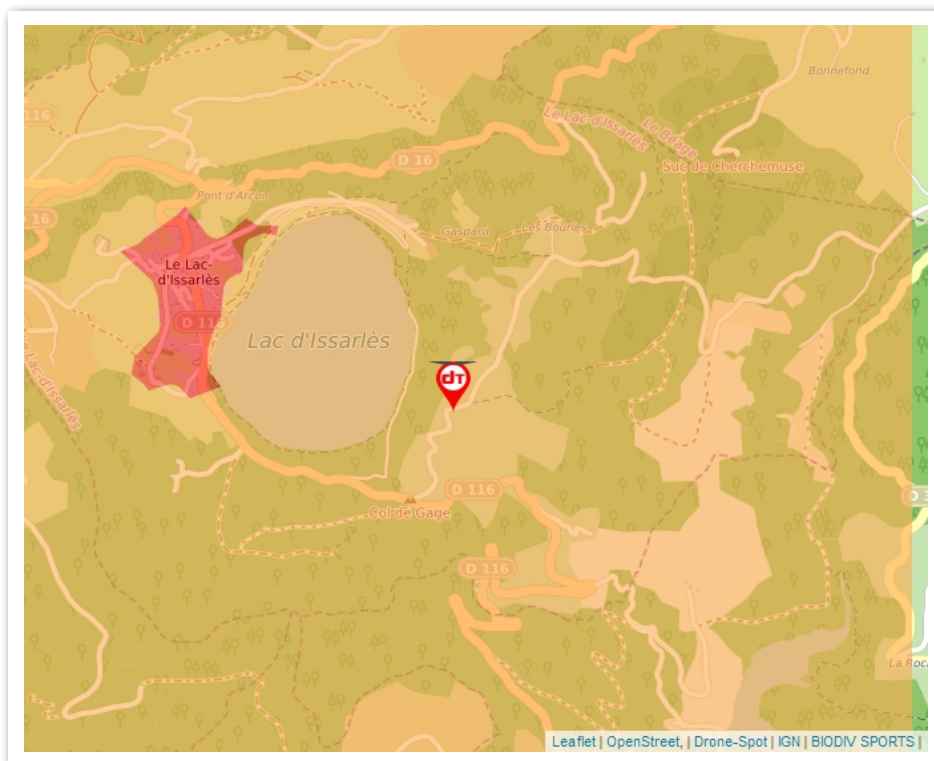 Bonnefond
116
Le Lac-d'Issarlès
Le Béage
D 16
Suc de Cherchemuse
Pont d'Arcon
16
Gaspard
Les Bouries
Le Lac-
d'Issarlès
D 116
Lac d'Issarlès
dT
Lac-d'Issarlès
D 116
D 3
Col de Gage
D 116
La Roch
Leaflet | OpenStreet, | Drone-Spot | IGN | BIODIV SPORTS |